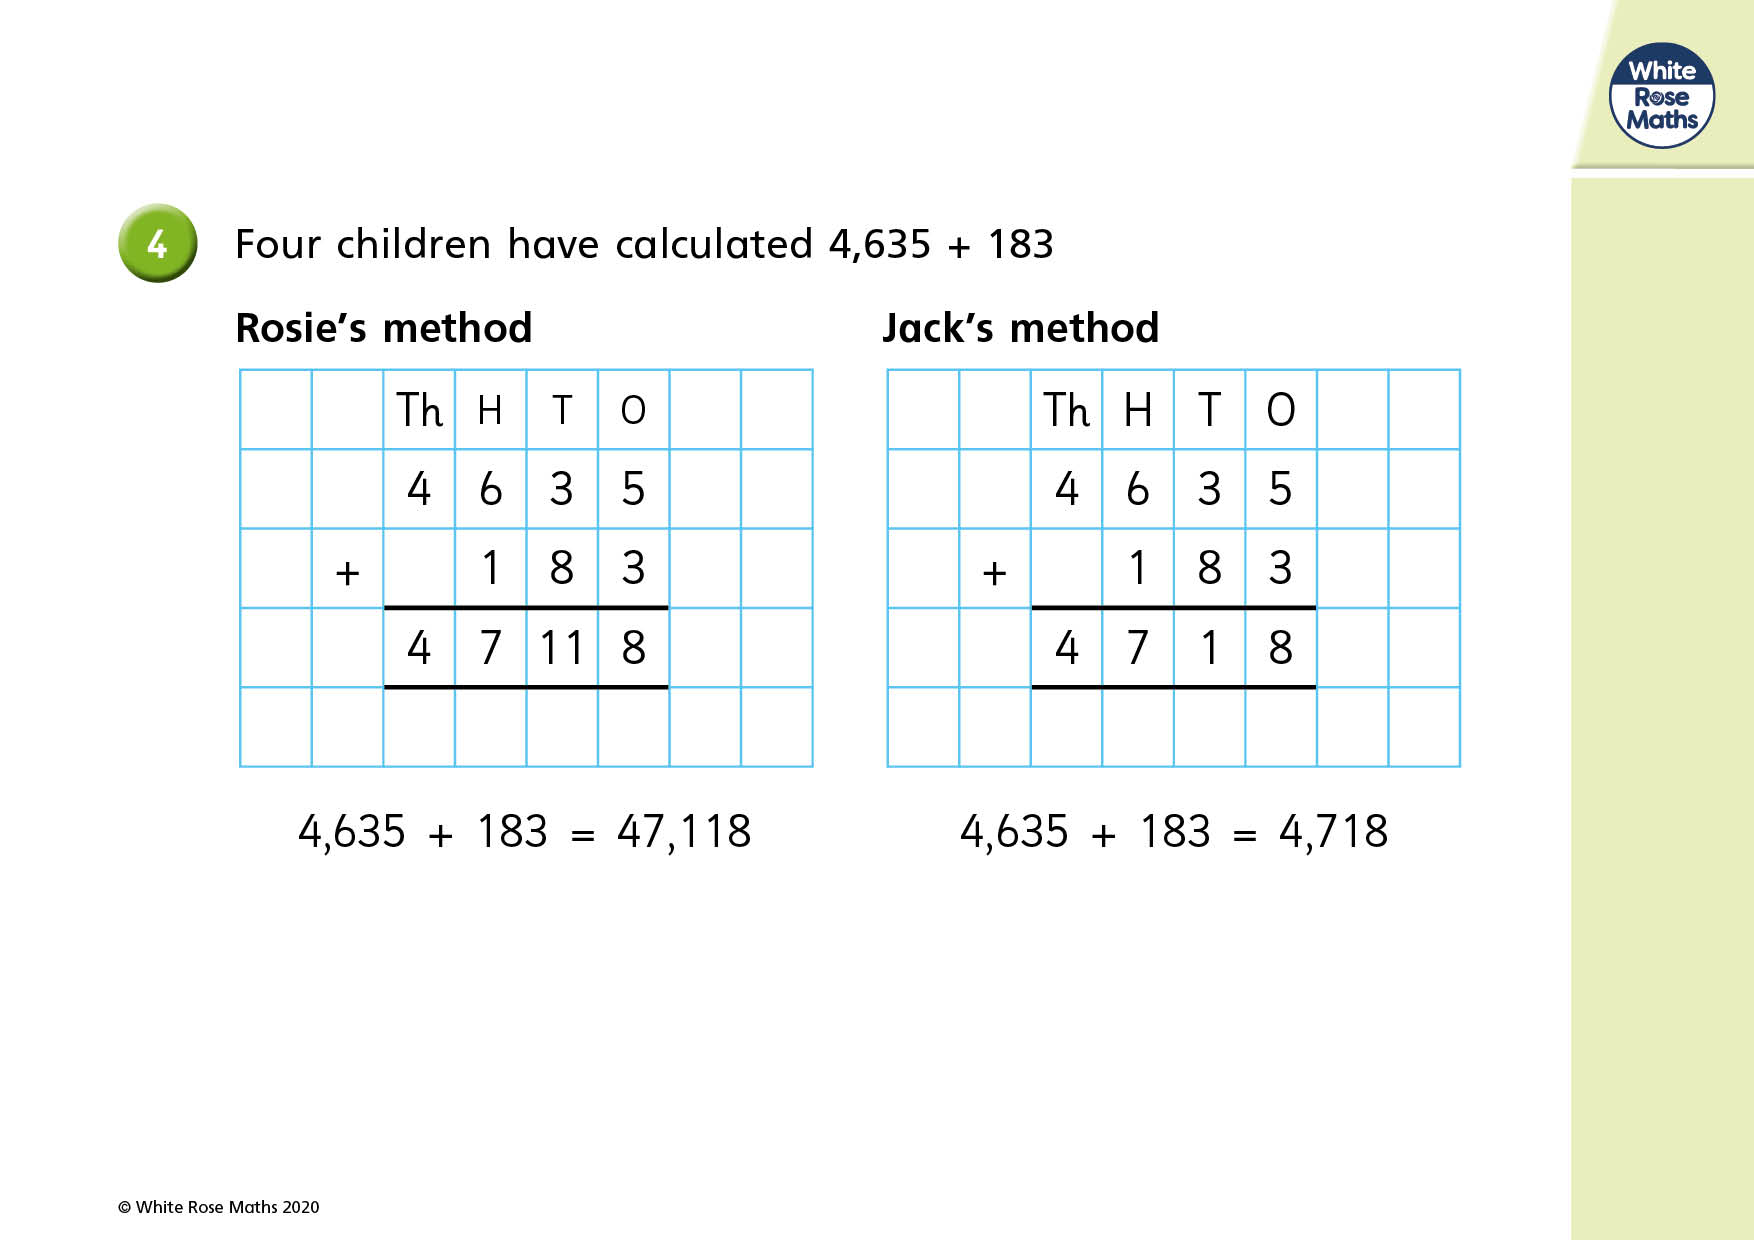 White
Rose
Maths
4 Four children have calculated 4,635 + 183
Rosie's method
Th H T O
4 6 3 5
+ 1 8 3
4 7 11 8
4,635 + 183 = 47,118
Jack's method
Th H T O
4 6 3 5
+ 1 8 3
4 7 1 8
4,635 + 183 = 4,718
© White Rose Maths 2020